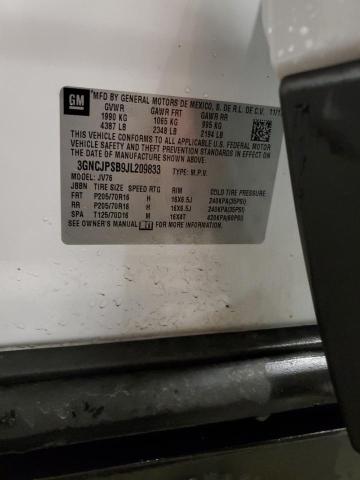 GM
MFD BY GENERAL MOTORS DE MEXICO, S. DE R.L. DE C.V. 11/1
GVWR GAWR FRT GAWR RR
1990 KG 1065 KG 995 KG
4387 LB 2348 LB 2194 LB
THIS VEHICLE CONFORMS TO ALL APPLICABLE U.S. FEDERAL MOTOR
VEHICLE SAFETY AND THEFT PREVENTION STANDARDS IN EFFECT ON
THE DATE OF MANUFACTURE SHOWN ABOVE.
3GNCJPSB9JL209833 TYPE: M.P.V.
MODEL: JV76
JBBN TIRE SIZE SPEED RTG RIM COLD TIRE PRESSURE
FRT P205/70R16 H 16X6.5J 240KPA(35PSI)
RR P205/70R16 H 16X6.5J 240KPA(35PSI)
SPA T125/70D16 M 16X4T 420KPA(60PSI)
SEE OWNER'S MANUAL FOR MORE INFORMATION.